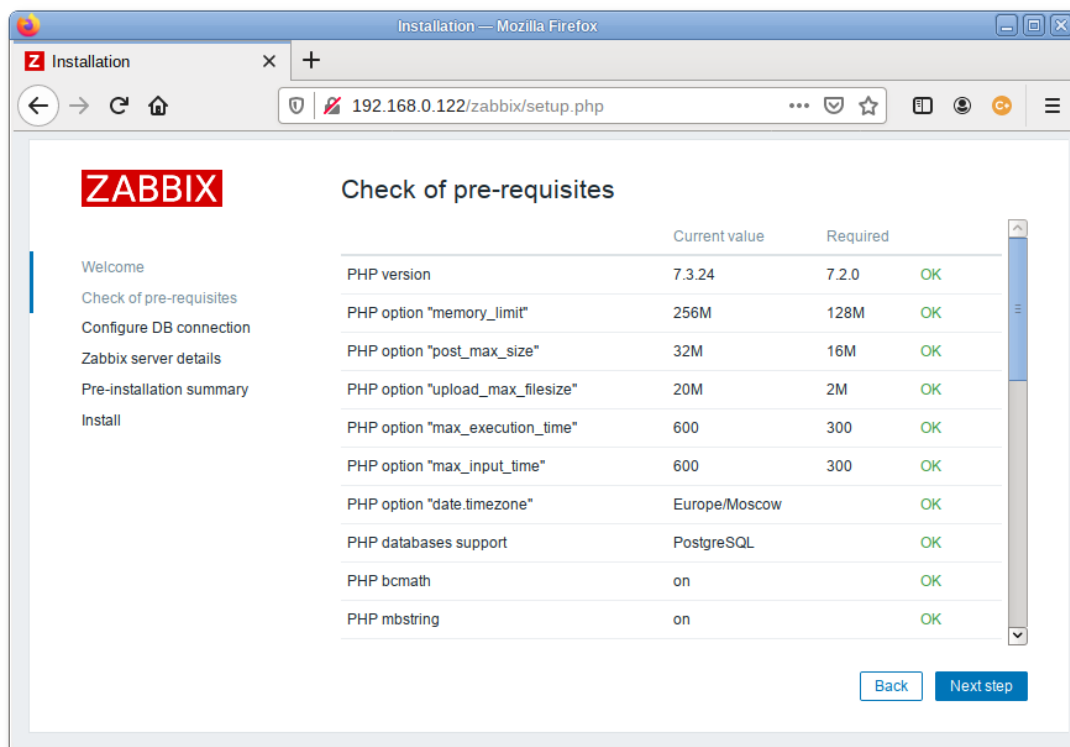 Installation — Mozilla Firefox
Z Installation
192.168.0.122/zabbix/setup.php
ZABBIX
Welcome
Check of pre-requisites
Configure DB connection
Zabbix server details
Pre-installation summary
Install
Check of pre-requisites
Current value Required
PHP version 7.3.24 7.2.0 OK
PHP option "memory_limit" 256M 128M OK
PHP option "post_max_size" 32M 16M OK
PHP option "upload_max_filesize" 20M 2M OK
PHP option "max_execution_time" 600 300 OK
PHP option "max_input_time" 600 300 OK
PHP option "date.timezone" Europe/Moscow OK
PHP databases support PostgreSQL OK
PHP bcmath on OK
PHP mbstring on OK
Back Next step